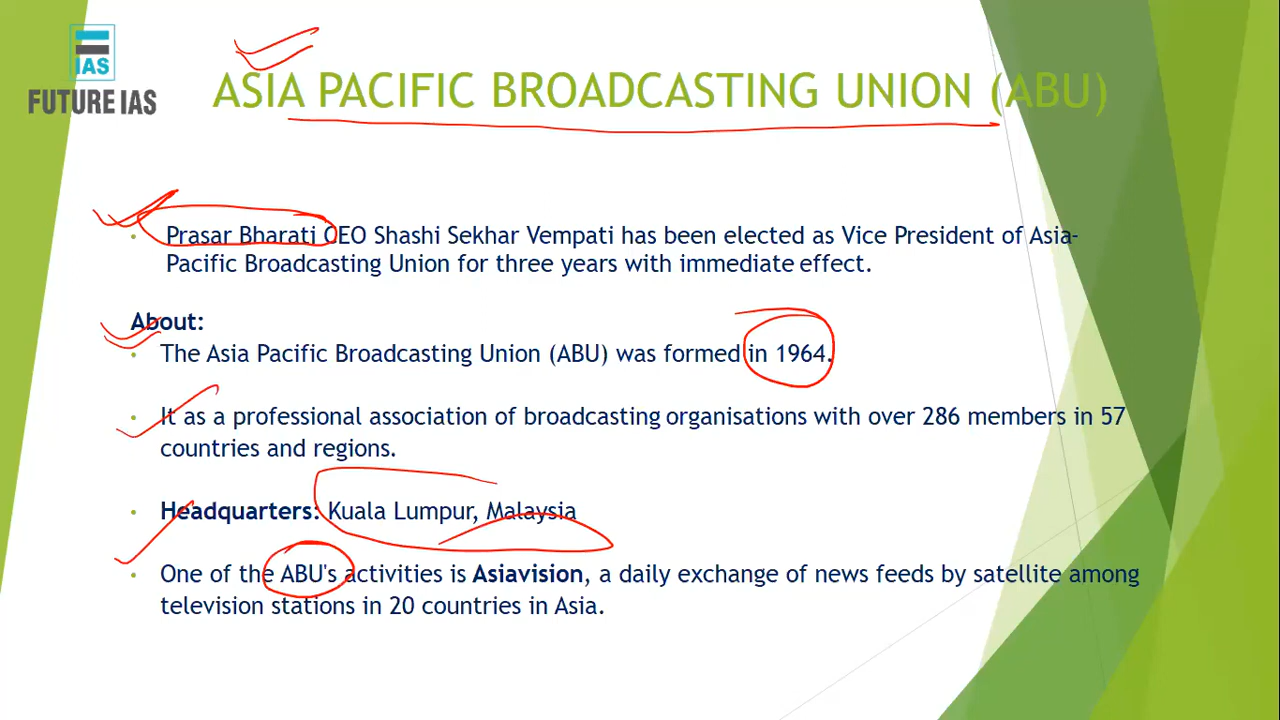 IAS
FUTURE IAS
ASIA PACIFIC BROADCASTING UNION (ABU)
• Prasar Bharati CEO Shashi Sekhar Vempati has been elected as Vice President of Asia-
Pacific Broadcasting Union for three years with immediate effect.
About:
• The Asia Pacific Broadcasting Union (ABU) was formed in 1964.
• It as a professional association of broadcasting organisations with over 286 members in 57
countries and regions.
• Headquarters: Kuala Lumpur, Malaysia
• One of the ABU's activities is Asiavision, a daily exchange of news feeds by satellite among
television stations in 20 countries in Asia.